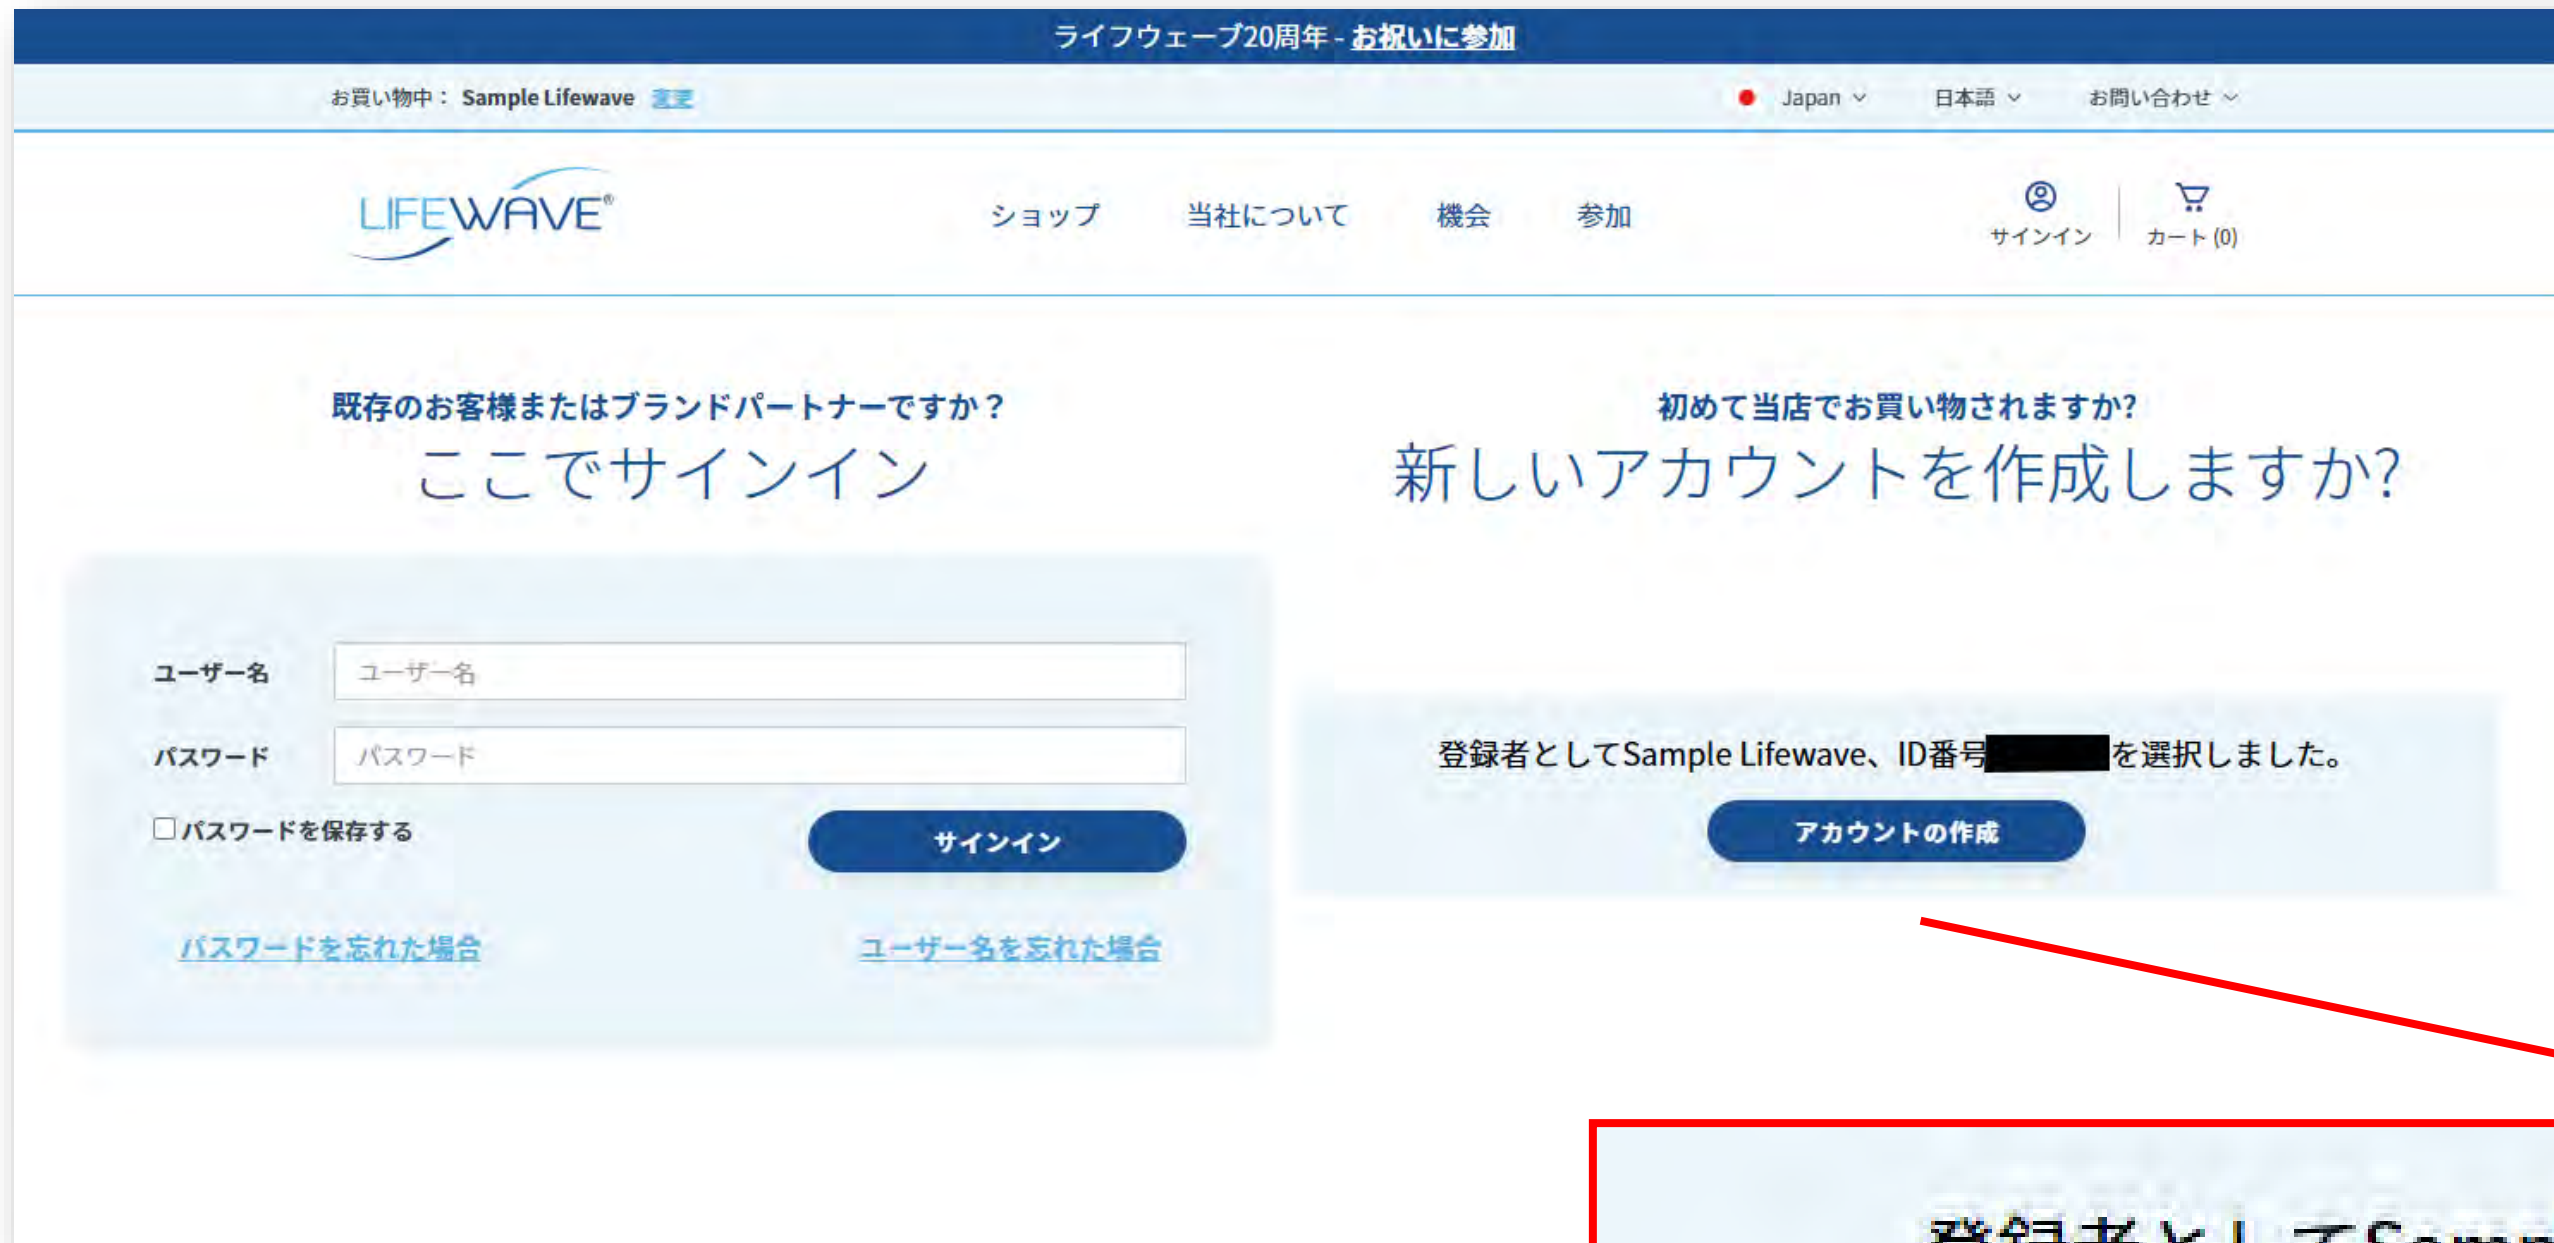 ライフウェーブ20周年 - お祝いに参加
お買い物中： Sample Lifewave 変更
Japan 日本語 お問い合わせ
LIFEWAVE®
ショップ 当社について 機会 参加
サインイン カート (0)
既存のお客様またはブランドパートナーですか？
ここでサインイン
ユーザー名 ユーザー名
パスワード パスワード
パスワードを保存する
サインイン
パスワードを忘れた場合 ユーザー名を忘れた場合
初めて当店でお買い物されますか?
新しいアカウントを作成しますか?
登録者としてSample Lifewave、ID番号 を選択しました。
アカウントの作成